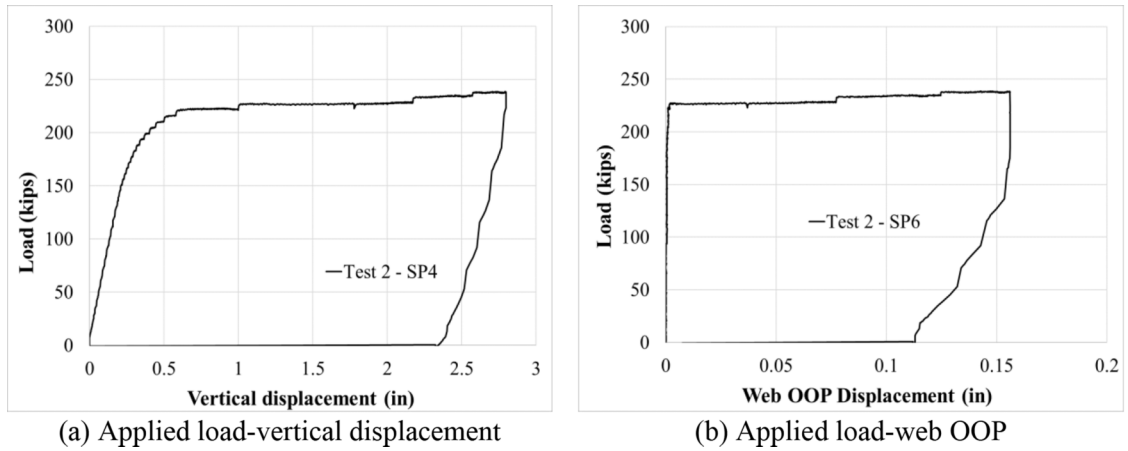 300
250
200
150
100
50
0
Load (kips)
Test 2 - SP4
0 0.5 1 1.5 2 2.5 3
Vertical displacement (in)
(a) Applied load-vertical displacement
300
250
200
150
100
50
0
Load (kips)
Test 2 - SP6
0 0.05 0.1 0.15 0.2
Web OOP Displacement (in)
(b) Applied load-web OOP